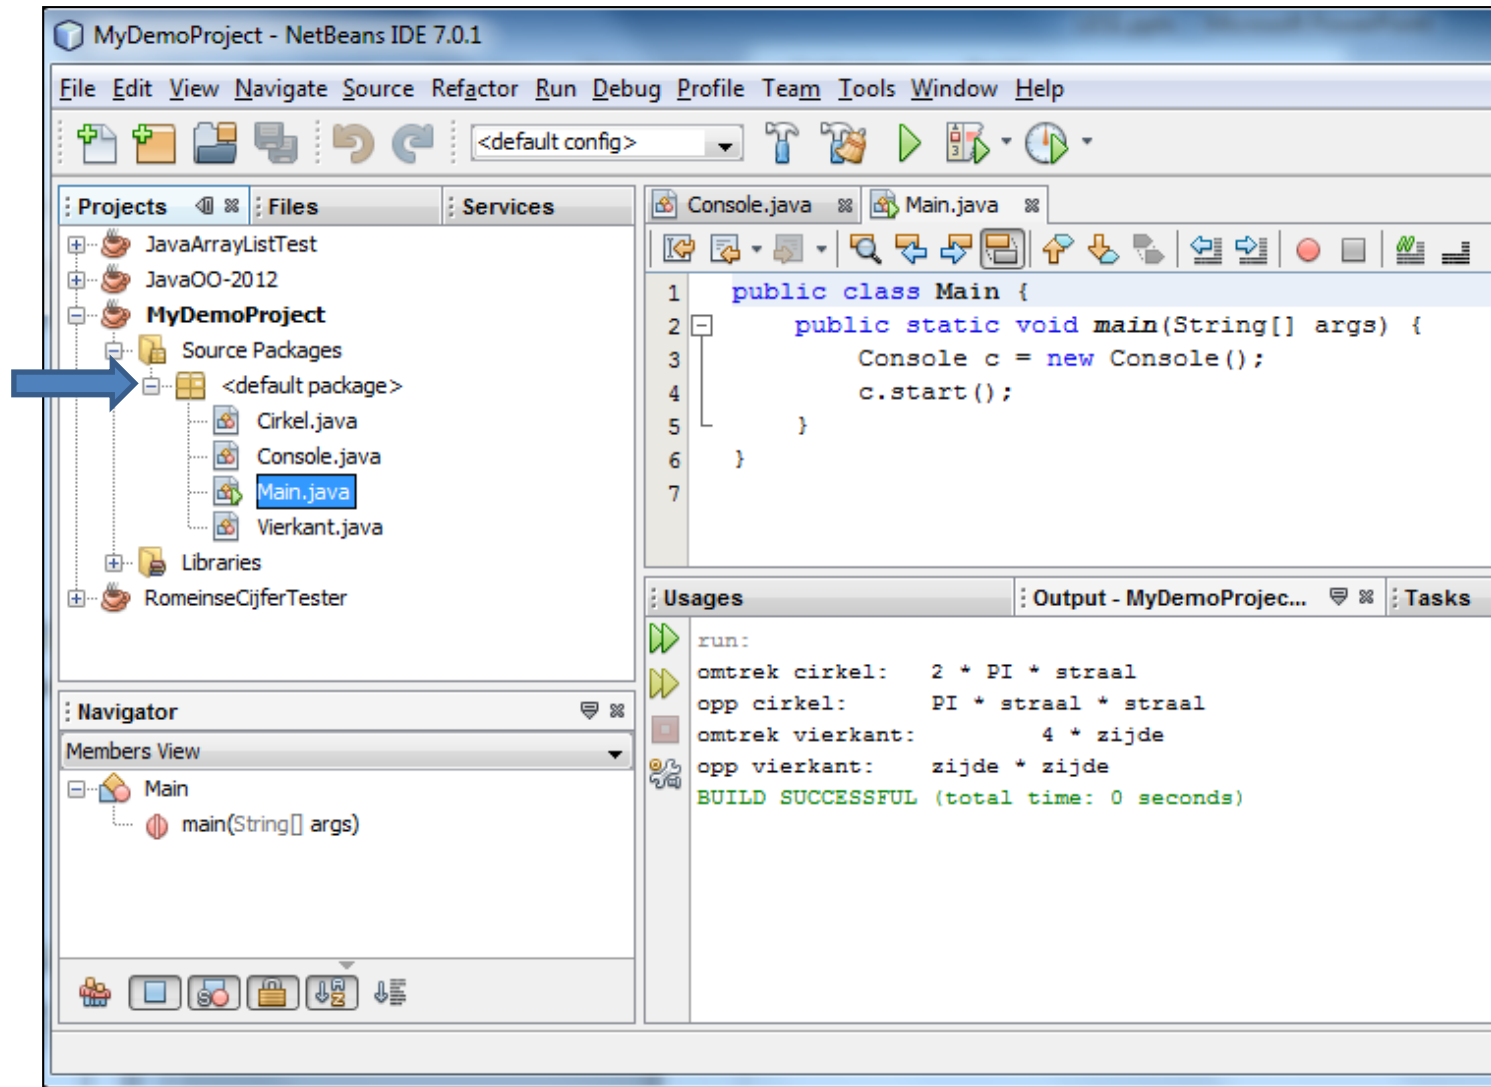 MyDemoProject - NetBeans IDE 7.0.1
File Edit View Navigate Source Refactor Run Debug Profile Team Tools Window Help
<default config>
Projects Files Services
JavaArrayListTest
JavaOO-2012
MyDemoProject
Source Packages
<default package>
Cirkel.java
Console.java
Main.java
Vierkant.java
Libraries
RomeinseCijferTester
Navigator
Members View
Main
main(String[] args)
Console.java Main.java
1 public class Main {
2 public static void main(String[] args) {
3 Console c = new Console();
4 c.start();
5 }
6 }
7
Usages Output - MyDemoProjec... Tasks
run:
omtrek cirkel: 2 * PI * straal
opp cirkel: PI * straal * straal
omtrek vierkant: 4 * zijde
opp vierkant: zijde * zijde
BUILD SUCCESSFUL (total time: 0 seconds)